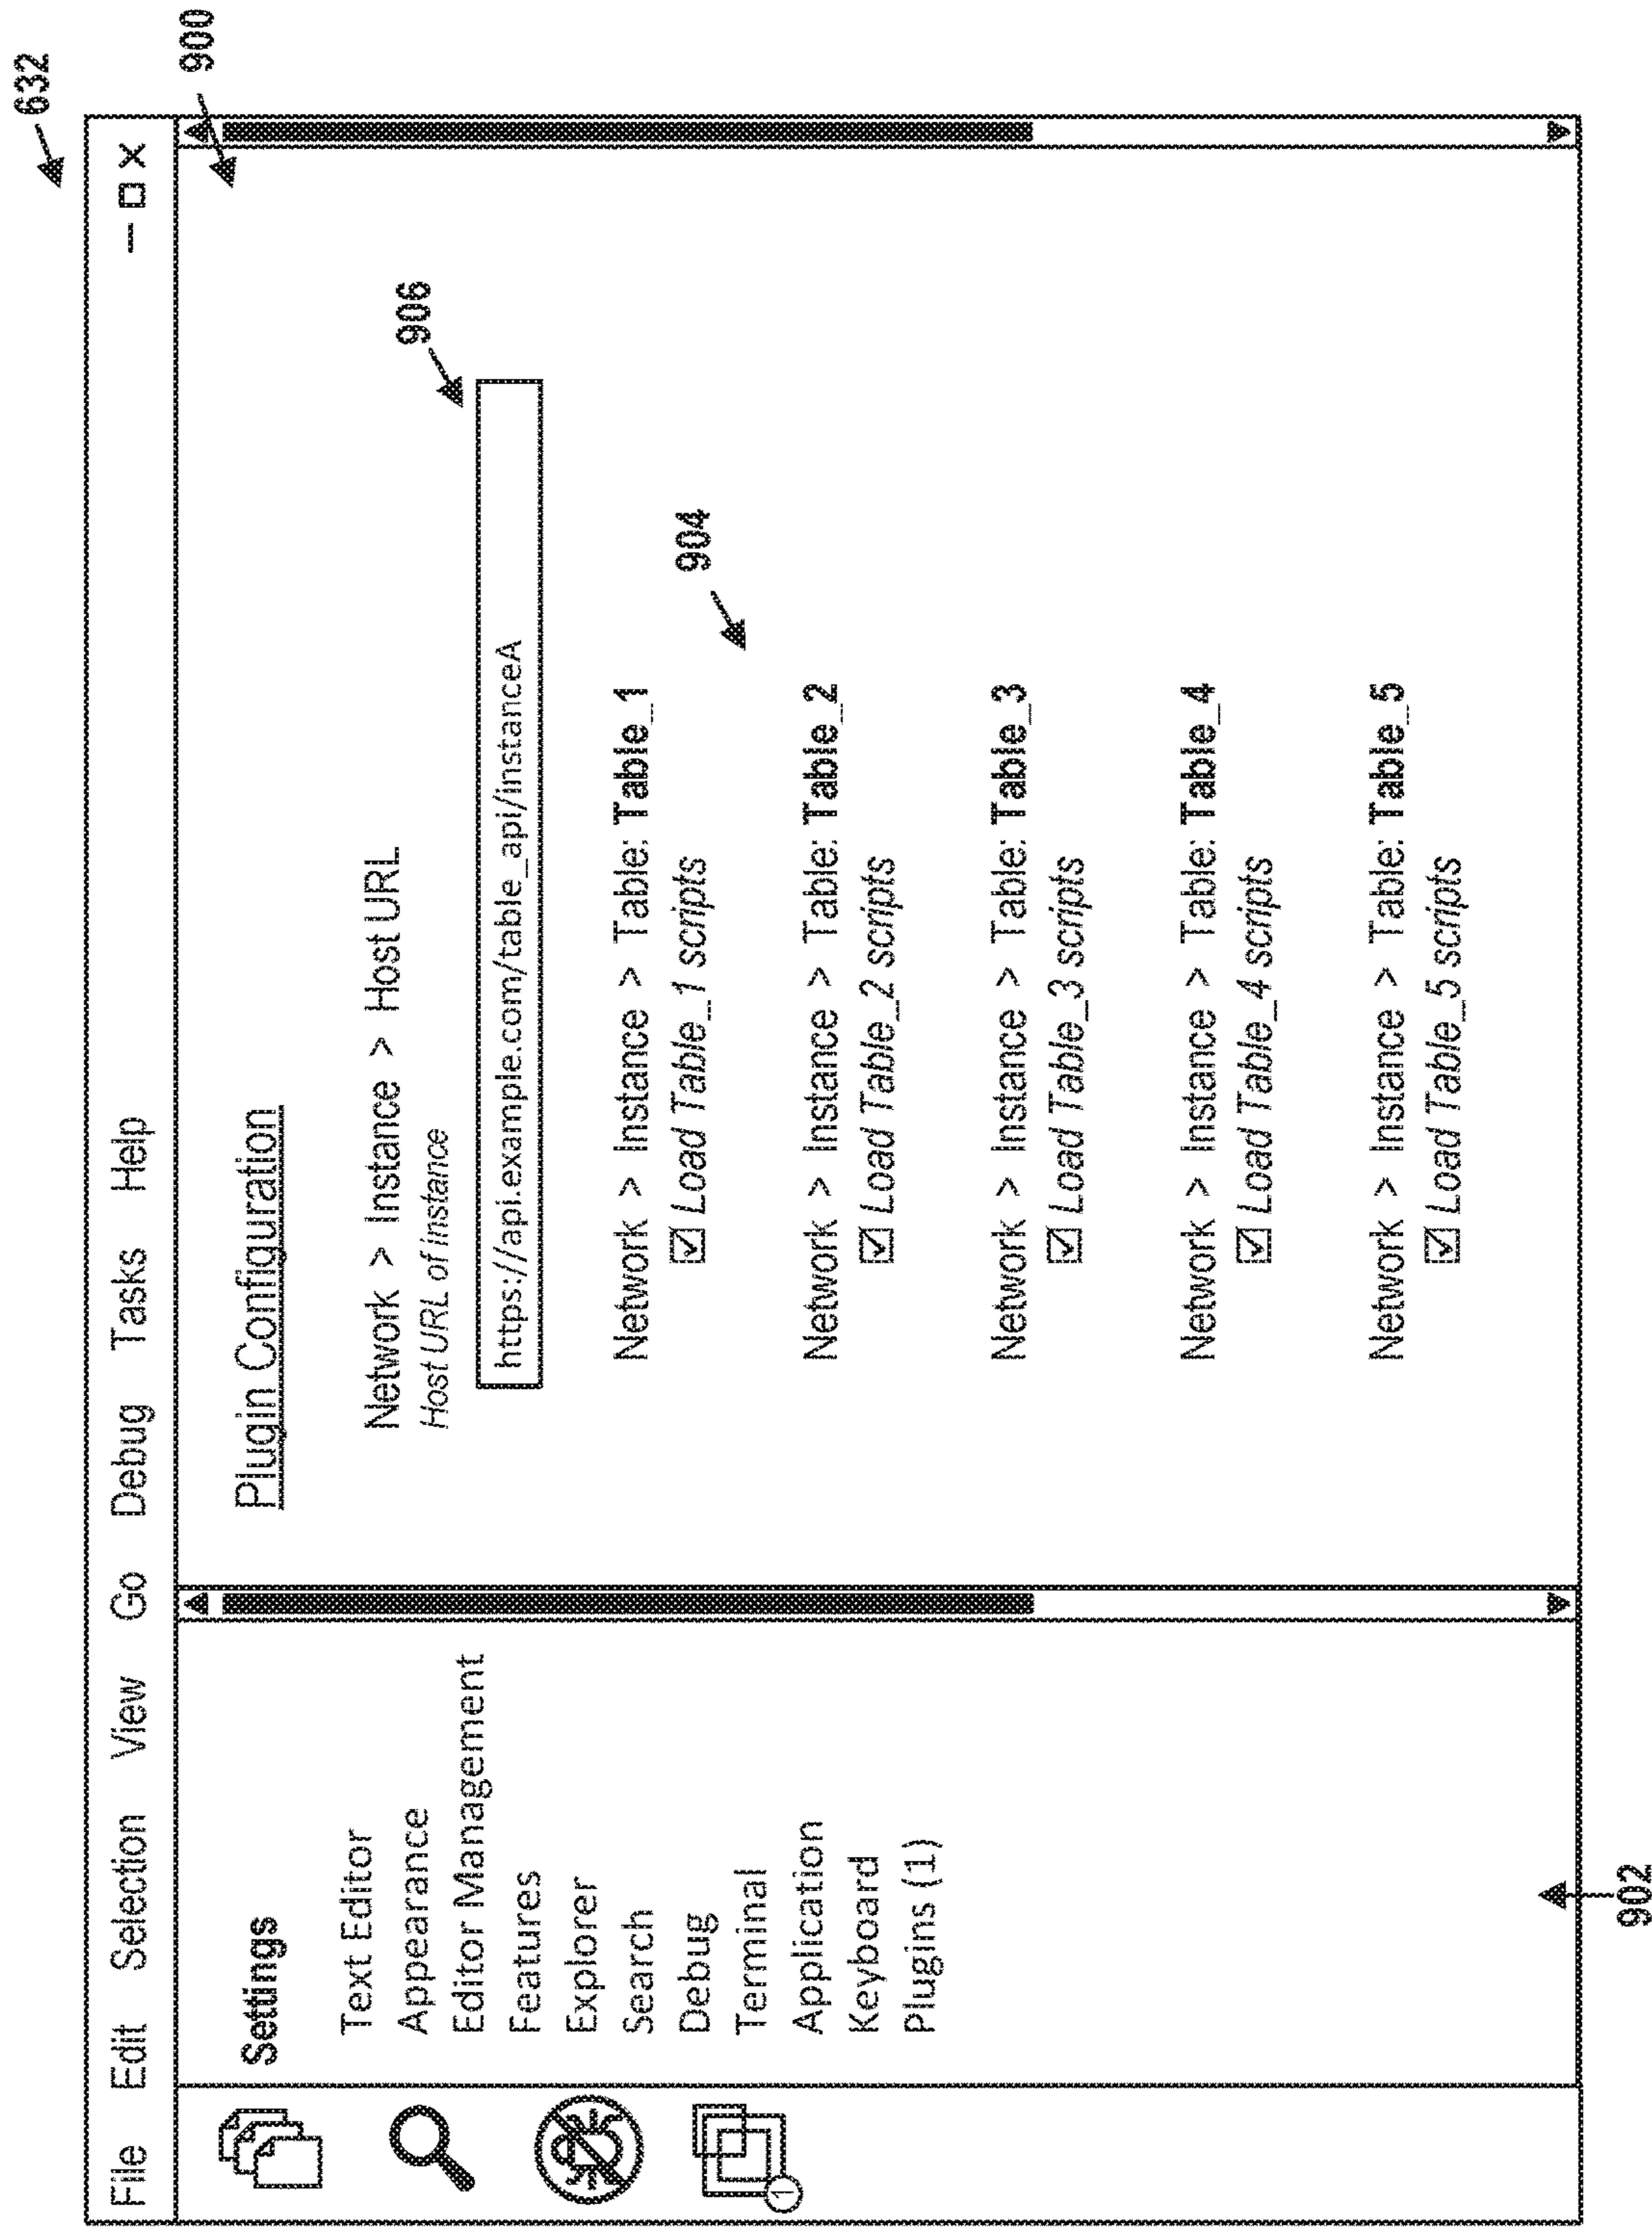 632
File Edit Selection View Go Debug Tasks Help
900
Settings
Text Editor
Appearance
Editor Management
Features
Explorer
Search
Debug
Terminal
Application
Keyboard
Plugins (1)
1
902
Plugin Configuration
Network > Instance > Host URL
Host URL of instance
906
https://api.example.com/table_api/instanceA
Network > Instance > Table: Table_1
Load Table_1 scripts
904
Network > Instance > Table: Table_2
Load Table_2 scripts
Network > Instance > Table: Table_3
Load Table_3 scripts
Network > Instance > Table: Table_4
Load Table_4 scripts
Network > Instance > Table: Table_5
Load Table_5 scripts